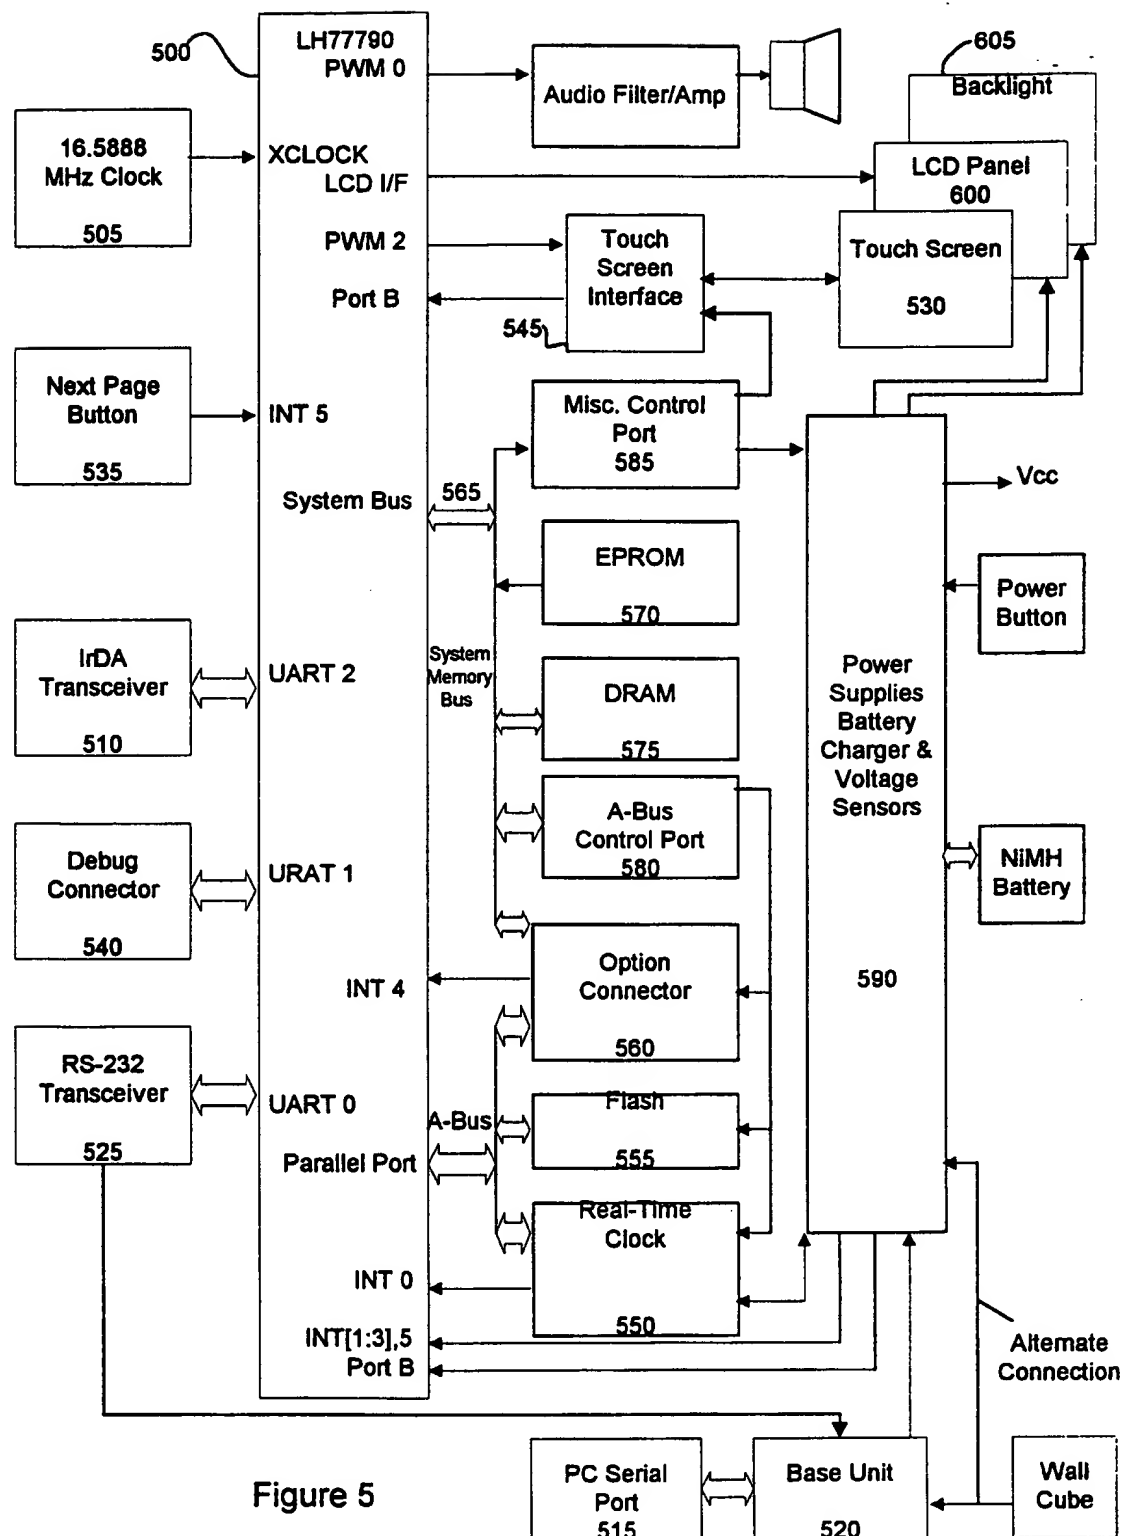 500
LH77790
PWM 0
Audio Filter/Amp
605
Backlight
16.5888
MHz Clock
505
XCLOCK
LCD I/F
LCD Panel
600
PWM 2
Touch
Screen
Interface
Touch Screen
530
Port B
545
Next Page
Button
535
INT 5
Misc. Control
Port
585
System Bus
565
Vcc
EPROM
570
Power
Button
IrDA
Transceiver
510
UART 2
System
Memory
Bus
DRAM
575
Power
Supplies
Battery
Charger &
Voltage
Sensors
A-Bus
Control Port
580
Debug
Connector
540
URAT 1
NiMH
Battery
INT 4
Option
Connector
560
590
RS-232
Transceiver
525
UART 0
A-Bus
Flash
555
Parallel Port
Real-Time
Clock
550
INT 0
INT[1:3],5
Port B
Alternate
Connection
Figure 5
PC Serial
Port
515
Base Unit
520
Wall
Cube